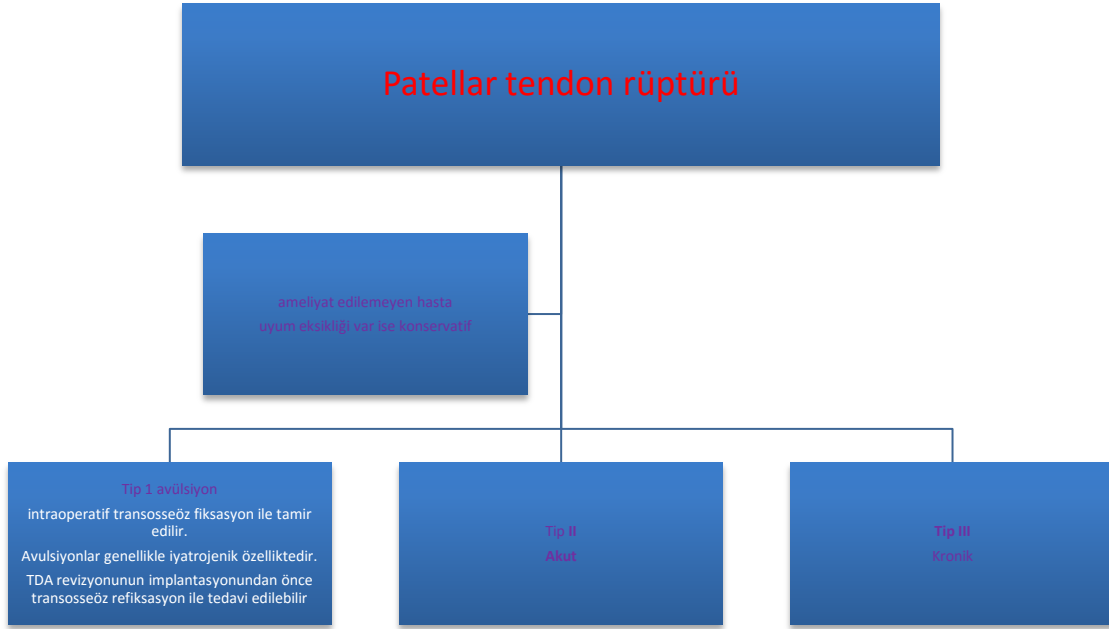 Patellar tendon rüptürü
ameliyat edilemeyen hasta
uyum eksikliği var ise konservatif
Tip 1 avülsiyon
intraoperatif transosseöz fiksasyon ile tamir
edilir.
Avulsiyonlar genellikle iyatrojenik özelliktedir.
TDA revizyonunun implantasyonundan önce
transosseöz refiksasyon ile tedavi edilebilir
Tip II
Akut
Tip III
Kronik